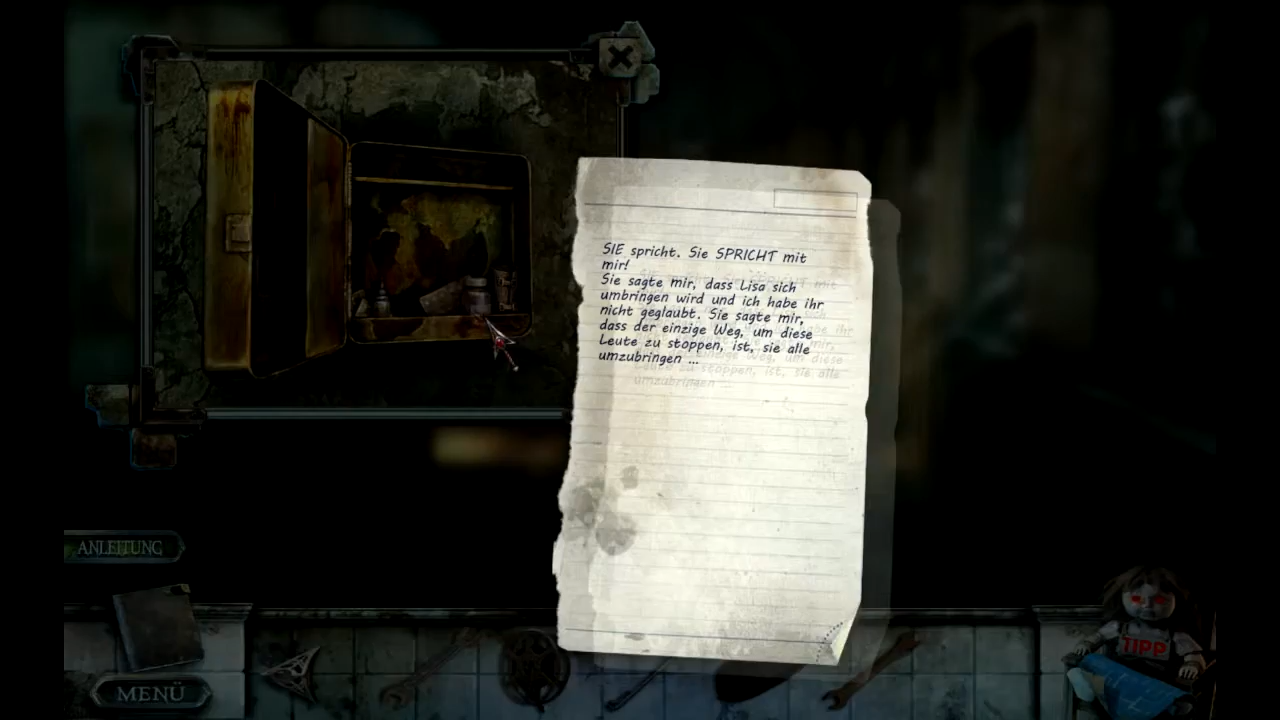 SIE spricht. Sie SPRICHT mit
mir!
Sie sagte mir, dass Lisa sich
umbringen wird und ich habe ihr
nicht geglaubt. Sie sagte mir,
dass der einzige Weg, um diese
Leute zu stoppen, ist, sie alle
umzubringen ...
ANLEITUNG
MENÜ
TIPP